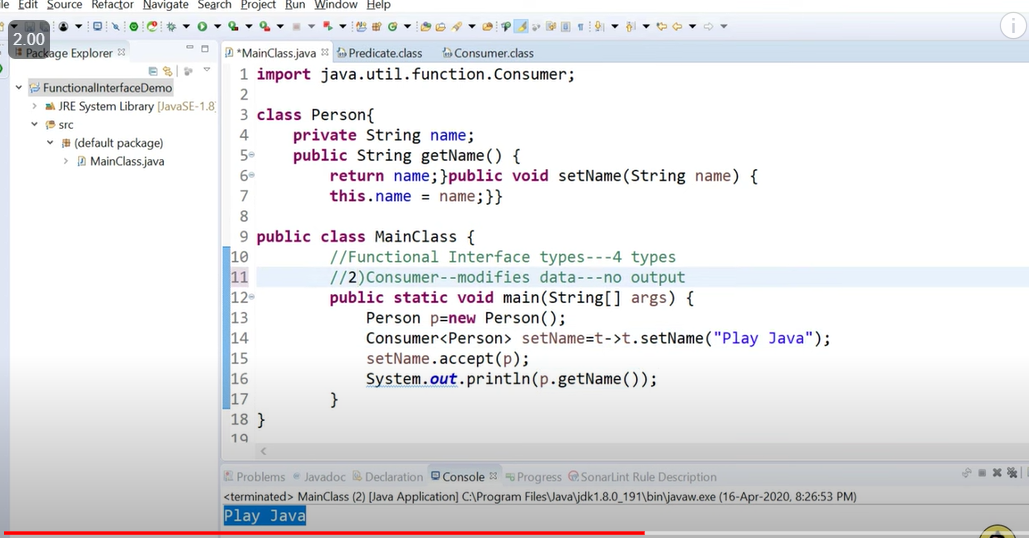 le Edit Source Refactor Navigate Search Project Run Window Help
2.00
Package Explorer
*MainClass.java Predicate.class Consumer.class
FunctionalInterfaceDemo
JRE System Library [JavaSE-1.8]
src
(default package)
MainClass.java
1 import java.util.function.Consumer;
2
3 class Person{
4 private String name;
5 public String getName() {
6 return name;}public void setName(String name) {
7 this.name = name;}}
8
9 public class MainClass {
10 //Functional Interface types---4 types
11 //2)Consumer--modifies data---no output
12 public static void main(String[] args) {
13 Person p=new Person();
14 Consumer<Person> setName=t->t.setName("Play Java");
15 setName.accept(p);
16 System.out.println(p.getName());
17 }
18 }
19
Problems Javadoc Declaration Console Progress SonarLint Rule Description
<terminated> MainClass (2) [Java Application] C:\Program Files\Java\jdk1.8.0_191\bin\javaw.exe (16-Apr-2020, 8:26:53 PM)
Play Java